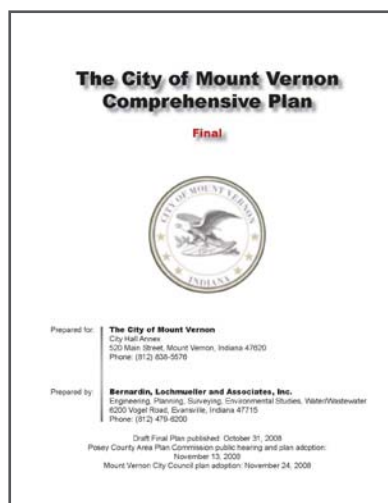 The City of Mount Vernon
Comprehensive Plan
Final
CITY OF MOUNT VERNON
INDIANA
Prepared for:
The City of Mount Vernon
City Hall Annex
520 Main Street, Mount Vernon, Indiana 47620
Phone: (812) 838-5576
Prepared by:
Bernardin, Lochmueller and Associates, Inc.
Engineering, Planning, Surveying, Environmental Studies, Water/Wastewater
6200 Vogel Road, Evansville, Indiana 47715
Phone: (812) 479-6200
Draft Final Plan published: October 31, 2008
Posey County Area Plan Commission public hearing and plan adoption:
November 13, 2008
Mount Vernon City Council plan adoption: November 24, 2008